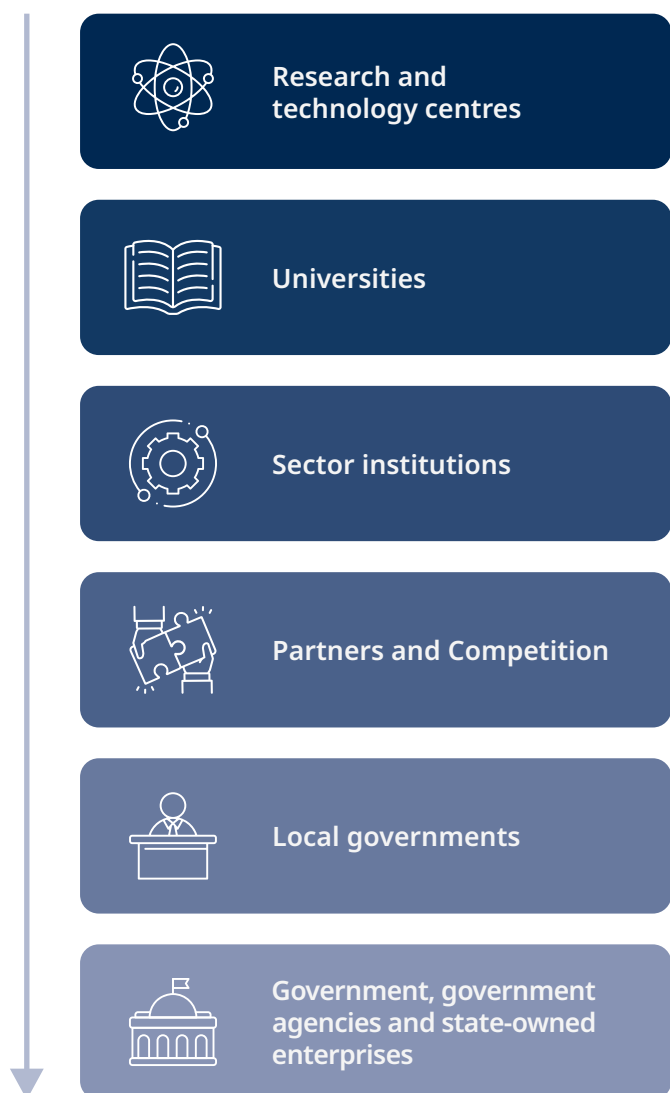 Research and
technology centres
Universities
Sector institutions
Partners and Competition
Local governments
Government, government
agencies and state-owned
enterprises